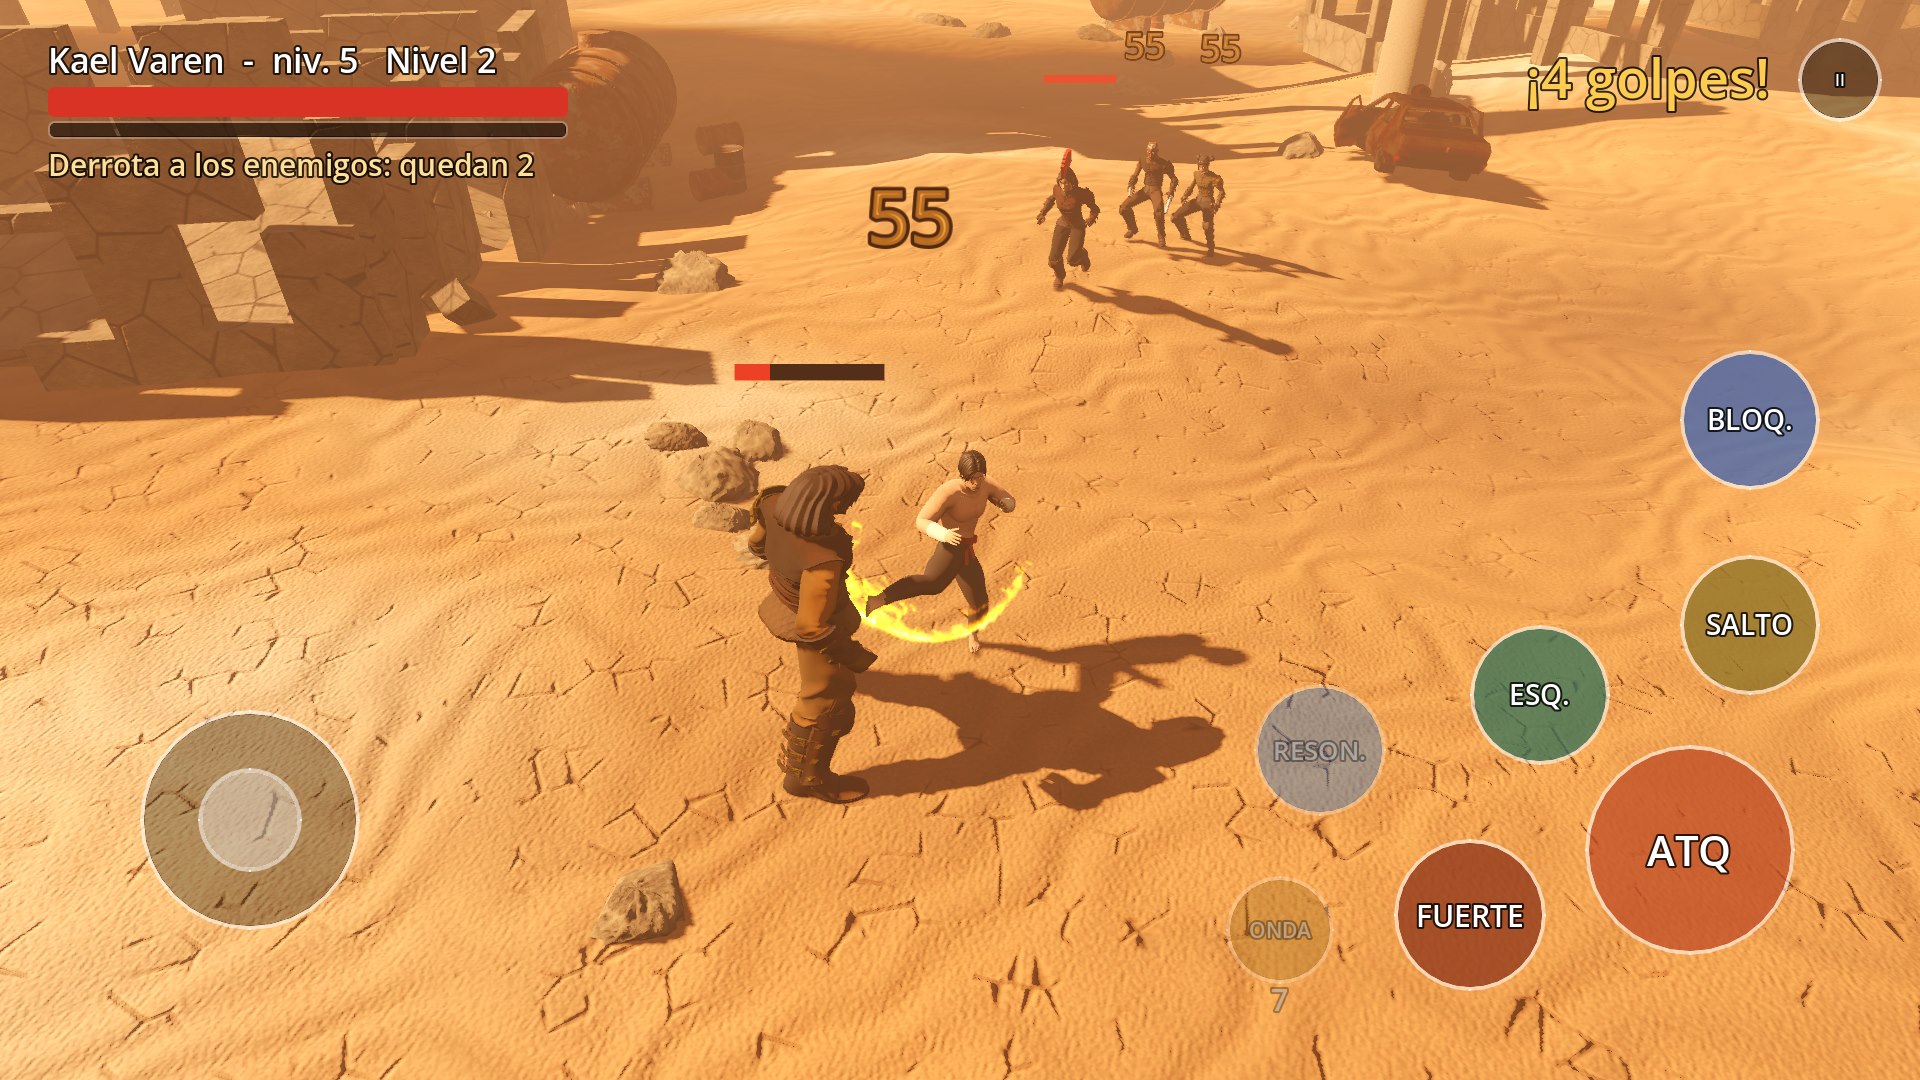 Kael Varen - niv. 5 Nivel 2
Derrota a los enemigos: quedan 2
55
55
¡4 golpes!
II
55
BLOQ.
SALTO
ESQ.
RESON.
ATQ
FUERTE
ONDA
7